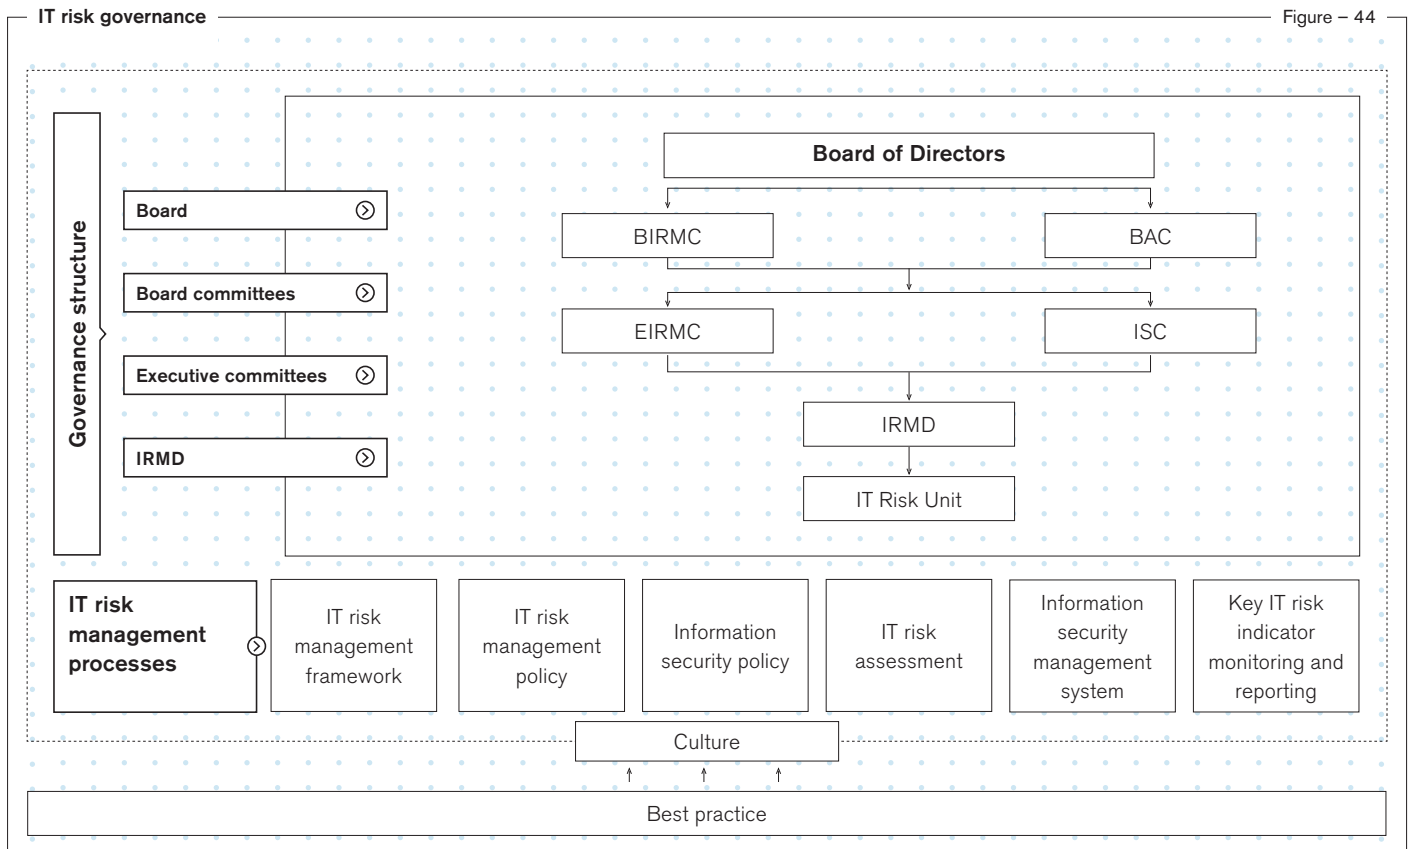 IT risk governance
Figure – 44
Governance structure
Board
Board committees
Executive committees
IRMD
Board of Directors
BIRMC
BAC
EIRMC
ISC
IRMD
IT Risk Unit
IT risk
management
processes
IT risk
management
framework
IT risk
management
policy
Information
security policy
IT risk
assessment
Information
security
management
system
Key IT risk
indicator
monitoring and
reporting
Culture
Best practice